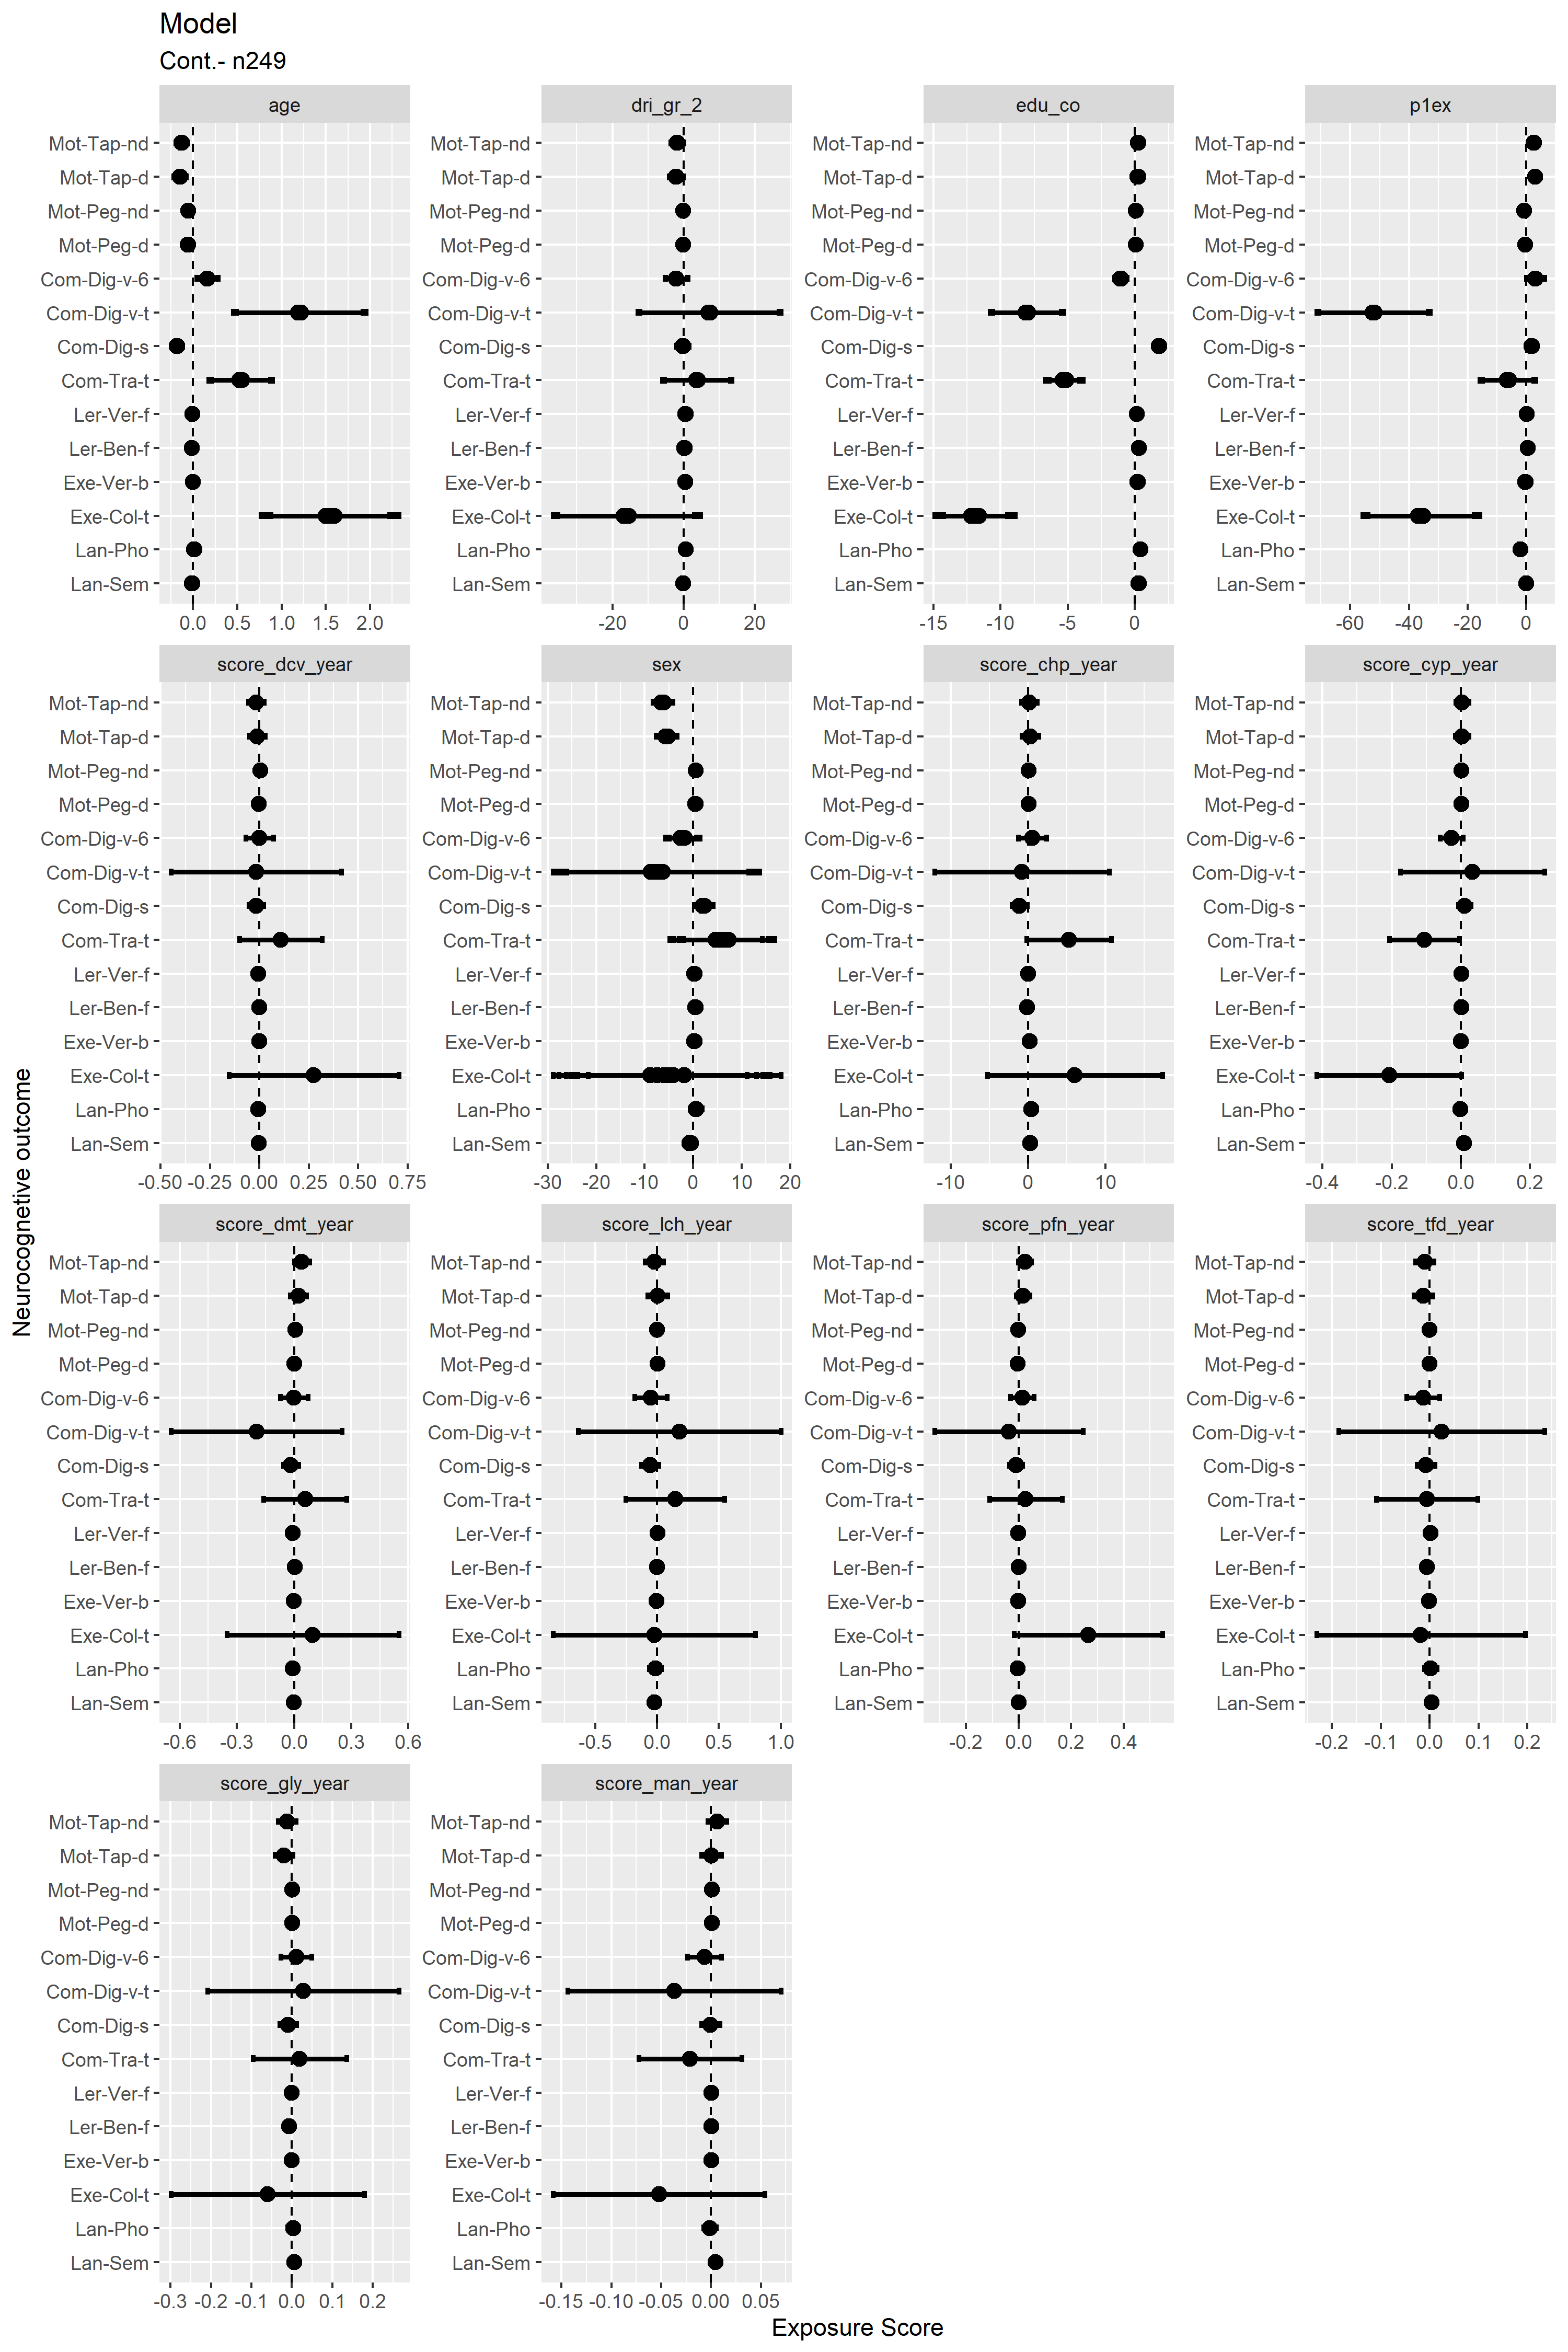 Model
Cont.- n249
age
dri_gr_2
edu_co
p1ex
Mot-Tap-nd
Mot-Tap-d
Mot-Peg-nd
Mot-Peg-d
Com-Dig-v-6
Com-Dig-v-t
Com-Dig-s
Com-Tra-t
Ler-Ver-f
Ler-Ben-f
Exe-Ver-b
Exe-Col-t
Lan-Pho
Lan-Sem
0.0 0.5 1.0 1.5 2.0
Mot-Tap-nd
Mot-Tap-d
Mot-Peg-nd
Mot-Peg-d
Com-Dig-v-6
Com-Dig-v-t
Com-Dig-s
Com-Tra-t
Ler-Ver-f
Ler-Ben-f
Exe-Ver-b
Exe-Col-t
Lan-Pho
Lan-Sem
-20 0 20
Mot-Tap-nd
Mot-Tap-d
Mot-Peg-nd
Mot-Peg-d
Com-Dig-v-6
Com-Dig-v-t
Com-Dig-s
Com-Tra-t
Ler-Ver-f
Ler-Ben-f
Exe-Ver-b
Exe-Col-t
Lan-Pho
Lan-Sem
-15 -10 -5 0
Mot-Tap-nd
Mot-Tap-d
Mot-Peg-nd
Mot-Peg-d
Com-Dig-v-6
Com-Dig-v-t
Com-Dig-s
Com-Tra-t
Ler-Ver-f
Ler-Ben-f
Exe-Ver-b
Exe-Col-t
Lan-Pho
Lan-Sem
-60 -40 -20 0
score_dcv_year
sex
score_chp_year
score_cyp_year
Mot-Tap-nd
Mot-Tap-d
Mot-Peg-nd
Mot-Peg-d
Com-Dig-v-6
Com-Dig-v-t
Com-Dig-s
Com-Tra-t
Ler-Ver-f
Ler-Ben-f
Exe-Ver-b
Exe-Col-t
Lan-Pho
Lan-Sem
-0.50 -0.25 0.00 0.25 0.50 0.75
Mot-Tap-nd
Mot-Tap-d
Mot-Peg-nd
Mot-Peg-d
Com-Dig-v-6
Com-Dig-v-t
Com-Dig-s
Com-Tra-t
Ler-Ver-f
Ler-Ben-f
Exe-Ver-b
Exe-Col-t
Lan-Pho
Lan-Sem
-30 -20 -10 0 10 20
Mot-Tap-nd
Mot-Tap-d
Mot-Peg-nd
Mot-Peg-d
Com-Dig-v-6
Com-Dig-v-t
Com-Dig-s
Com-Tra-t
Ler-Ver-f
Ler-Ben-f
Exe-Ver-b
Exe-Col-t
Lan-Pho
Lan-Sem
-10 0 10
Mot-Tap-nd
Mot-Tap-d
Mot-Peg-nd
Mot-Peg-d
Com-Dig-v-6
Com-Dig-v-t
Com-Dig-s
Com-Tra-t
Ler-Ver-f
Ler-Ben-f
Exe-Ver-b
Exe-Col-t
Lan-Pho
Lan-Sem
-0.4 -0.2 0.0 0.2
score_dmt_year
score_lch_year
score_pfn_year
score_tfd_year
Mot-Tap-nd
Mot-Tap-d
Mot-Peg-nd
Mot-Peg-d
Com-Dig-v-6
Com-Dig-v-t
Com-Dig-s
Com-Tra-t
Ler-Ver-f
Ler-Ben-f
Exe-Ver-b
Exe-Col-t
Lan-Pho
Lan-Sem
-0.6 -0.3 0.0 0.3 0.6
Mot-Tap-nd
Mot-Tap-d
Mot-Peg-nd
Mot-Peg-d
Com-Dig-v-6
Com-Dig-v-t
Com-Dig-s
Com-Tra-t
Ler-Ver-f
Ler-Ben-f
Exe-Ver-b
Exe-Col-t
Lan-Pho
Lan-Sem
-0.5 0.0 0.5 1.0
Mot-Tap-nd
Mot-Tap-d
Mot-Peg-nd
Mot-Peg-d
Com-Dig-v-6
Com-Dig-v-t
Com-Dig-s
Com-Tra-t
Ler-Ver-f
Ler-Ben-f
Exe-Ver-b
Exe-Col-t
Lan-Pho
Lan-Sem
-0.2 0.0 0.2 0.4
Mot-Tap-nd
Mot-Tap-d
Mot-Peg-nd
Mot-Peg-d
Com-Dig-v-6
Com-Dig-v-t
Com-Dig-s
Com-Tra-t
Ler-Ver-f
Ler-Ben-f
Exe-Ver-b
Exe-Col-t
Lan-Pho
Lan-Sem
-0.2 -0.1 0.0 0.1 0.2
score_gly_year
score_man_year
Mot-Tap-nd
Mot-Tap-d
Mot-Peg-nd
Mot-Peg-d
Com-Dig-v-6
Com-Dig-v-t
Com-Dig-s
Com-Tra-t
Ler-Ver-f
Ler-Ben-f
Exe-Ver-b
Exe-Col-t
Lan-Pho
Lan-Sem
-0.3 -0.2 -0.1 0.0 0.1 0.2
Mot-Tap-nd
Mot-Tap-d
Mot-Peg-nd
Mot-Peg-d
Com-Dig-v-6
Com-Dig-v-t
Com-Dig-s
Com-Tra-t
Ler-Ver-f
Ler-Ben-f
Exe-Ver-b
Exe-Col-t
Lan-Pho
Lan-Sem
-0.15 -0.10 -0.05 0.00 0.05
Neurocognetive outcome
Exposure Score